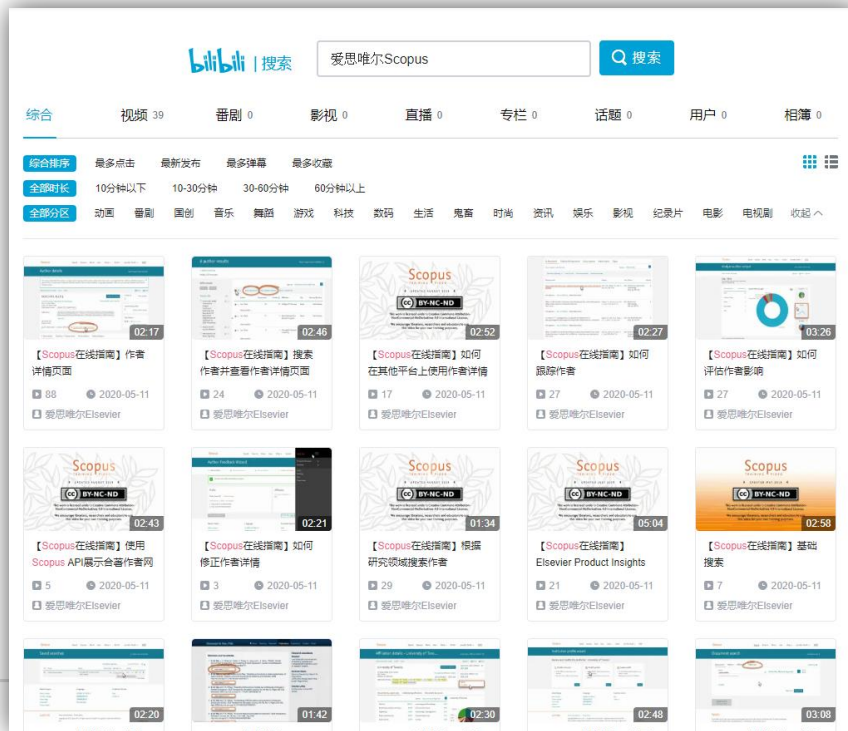 bilibili | 搜索 爱思唯尔Scopus 搜索
综合 视频 39 番剧 0 影视 0 直播 0 专栏 0 话题 0 用户 0 相簿 0
综合排序 最多点击 最新发布 最多弹幕 最多收藏
全部时长 10分钟以下 10-30分钟 30-60分钟 60分钟以上
全部分区 动画 番剧 国创 音乐 舞蹈 游戏 科技 数码 生活 鬼畜 时尚 资讯 娱乐 影视 纪录片 电影 电视剧 收起
Scopus
BY-NC-ND
02:17 02:46 02:52 02:27 03:26
【Scopus在线指南】作者
详情页面
88 2020-05-11
爱思唯尔Elsevier
【Scopus在线指南】搜索
作者并查看作者详情页面
24 2020-05-11
爱思唯尔Elsevier
【Scopus在线指南】如何
在其他平台上使用作者详情
17 2020-05-11
爱思唯尔Elsevier
【Scopus在线指南】如何
跟踪作者
27 2020-05-11
爱思唯尔Elsevier
【Scopus在线指南】如何
评估作者影响
27 2020-05-11
爱思唯尔Elsevier
Scopus Scopus Scopus Scopus
BY-NC-ND BY-NC-ND BY-NC-ND BY-NC-ND
02:43 02:21 01:34 05:04 02:58
【Scopus在线指南】使用
Scopus API展示合著作者网
5 2020-05-11
爱思唯尔Elsevier
【Scopus在线指南】如何
修正作者详情
3 2020-05-11
爱思唯尔Elsevier
【Scopus在线指南】根据
研究领域搜索作者
29 2020-05-11
爱思唯尔Elsevier
【Scopus在线指南】
Elsevier Product Insights
21 2020-05-11
爱思唯尔Elsevier
【Scopus在线指南】基础
搜索
7 2020-05-11
爱思唯尔Elsevier
02:20 01:42 02:30 02:48 03:08